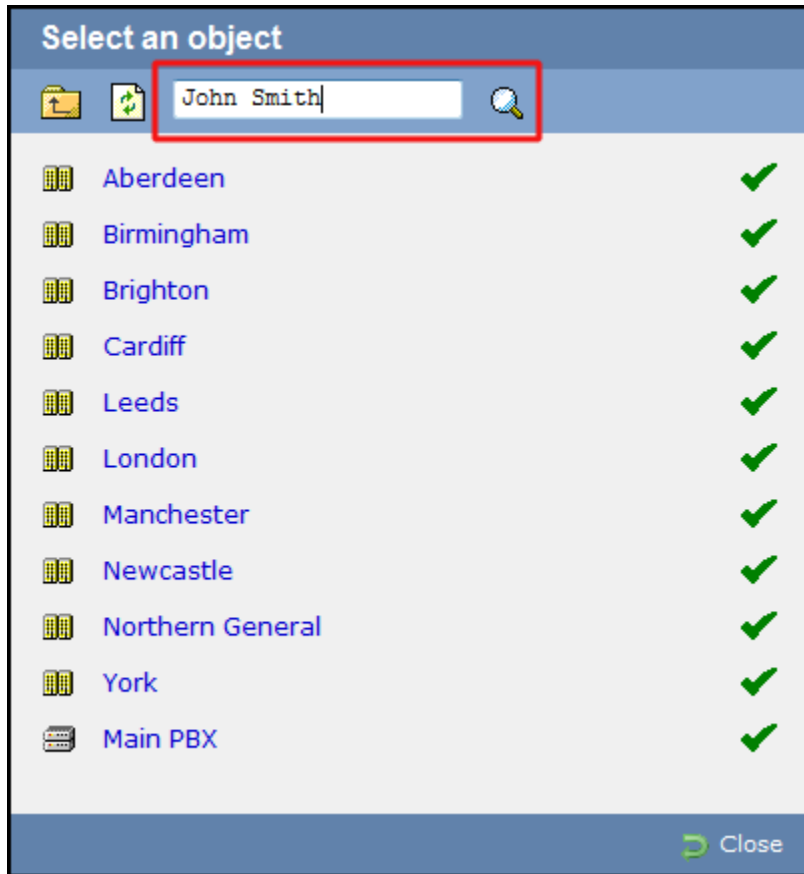 Select an object
John Smith
Aberdeen
Birmingham
Brighton
Cardiff
Leeds
London
Manchester
Newcastle
Northern General
York
Main PBX
Close